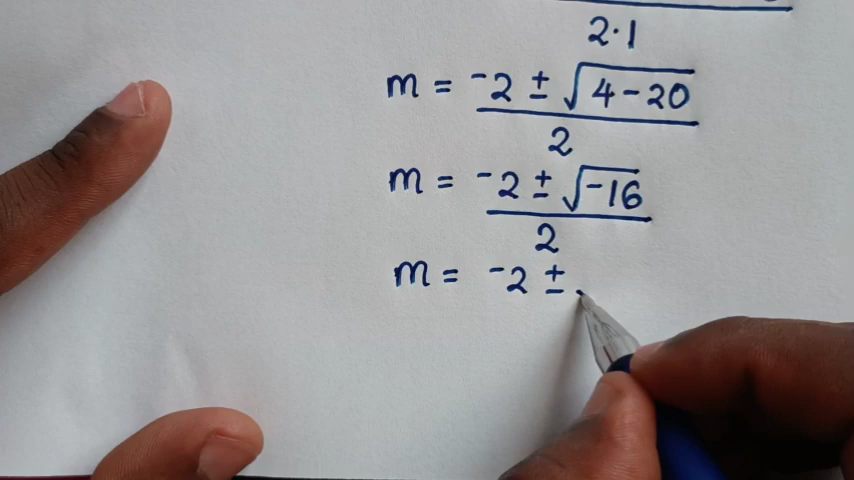 2·1
m = -2 ± √4-20
2
m = -2 ± √-16
2
m = -2 ±